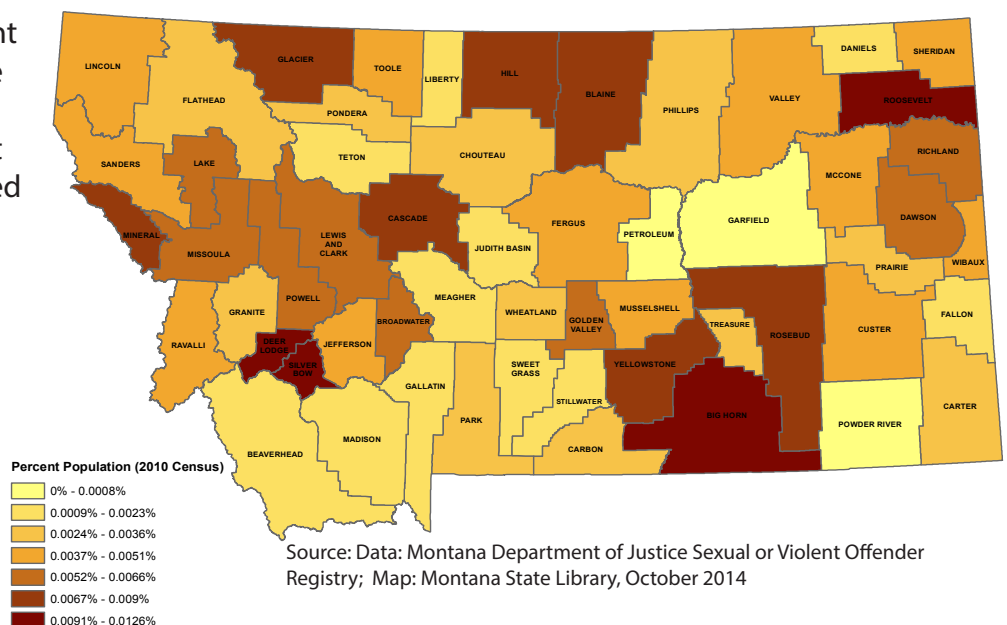 nt
e
t
ed
LINCOLN
FLATHEAD
GLACIER
TOOLE
LIBERTY
HILL
BLAINE
PHILLIPS
VALLEY
DANIELS
SHERIDAN
ROOSEVELT
PONDERA
TETON
CHOUTEAU
SANDERS
LAKE
RICHLAND
MCCONE
DAWSON
CASCADE
FERGUS
PETROLEUM
GARFIELD
MINERAL
MISSOULA
LEWIS
AND
CLARK
JUDITH BASIN
PRAIRIE
WIBAUX
POWELL
GRANITE
MEAGHER
WHEATLAND
GOLDEN
VALLEY
MUSSELSHELL
TREASURE
ROSEBUD
CUSTER
FALLON
BROADWATER
RAVALLI
DEER
LODGE
JEFFERSON
SILVER
BOW
GALLATIN
SWEET
GRASS
YELLOWSTONE
STILLWATER
PARK
BIG HORN
CARTER
POWDER RIVER
MADISON
BEAVERHEAD
CARBON
Percent Population (2010 Census)
0% - 0.0008%
0.0009% - 0.0023%
0.0024% - 0.0036%
0.0037% - 0.0051%
0.0052% - 0.0066%
0.0067% - 0.009%
0.0091% - 0.0126%
Source: Data: Montana Department of Justice Sexual or Violent Offender
Registry;  Map: Montana State Library, October 2014